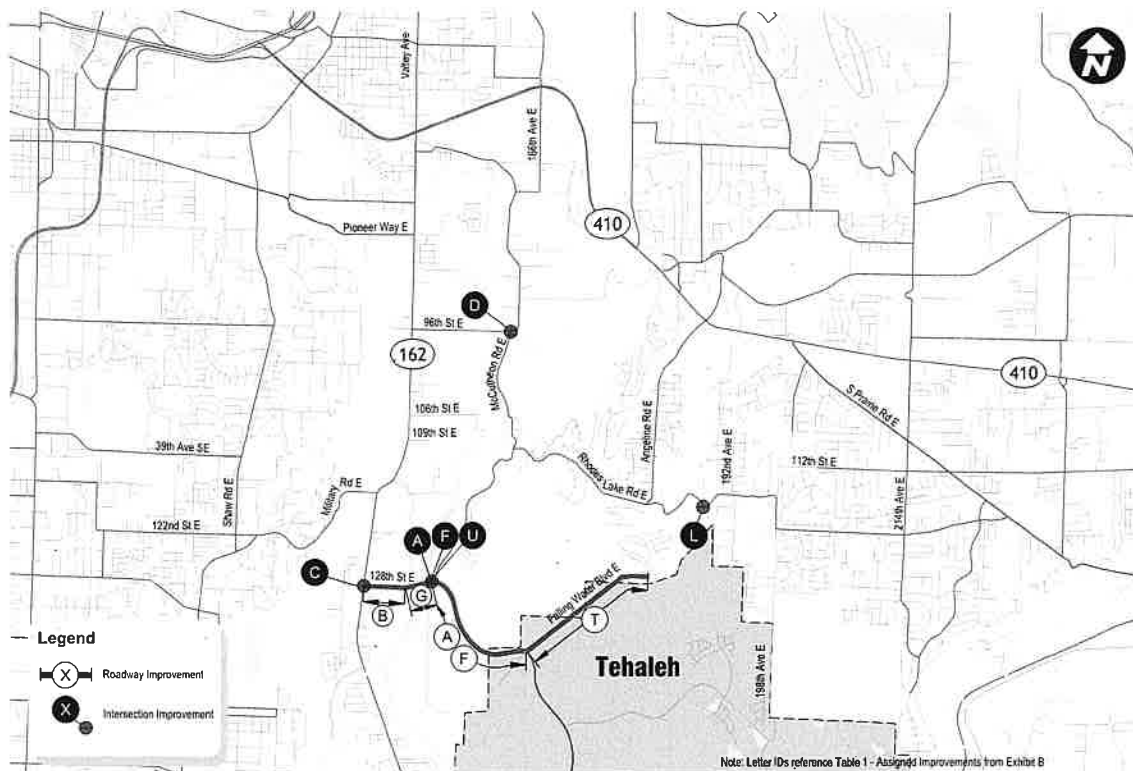 Valley Ave
166th Ave E
N
410
Pioneer Way E
D
96th St E
162
McCutheon Rd E
410
S Prairie Rd E
106th St E
109th St E
Angeline Rd E
39th Ave SE
192nd Ave E
112th St E
Rhodes Lake Rd E
Shaw Rd E
Military Rd E
214th Ave E
122nd St E
A
F
U
L
C
128th St E
B
G
Falling Water Blvd E
T
A
F
Tehaleh
198th Ave E
Legend
X
Roadway Improvement
X
Intersection Improvement
Note: Letter IDs reference Table 1 - Assigned Improvements from Exhibit B